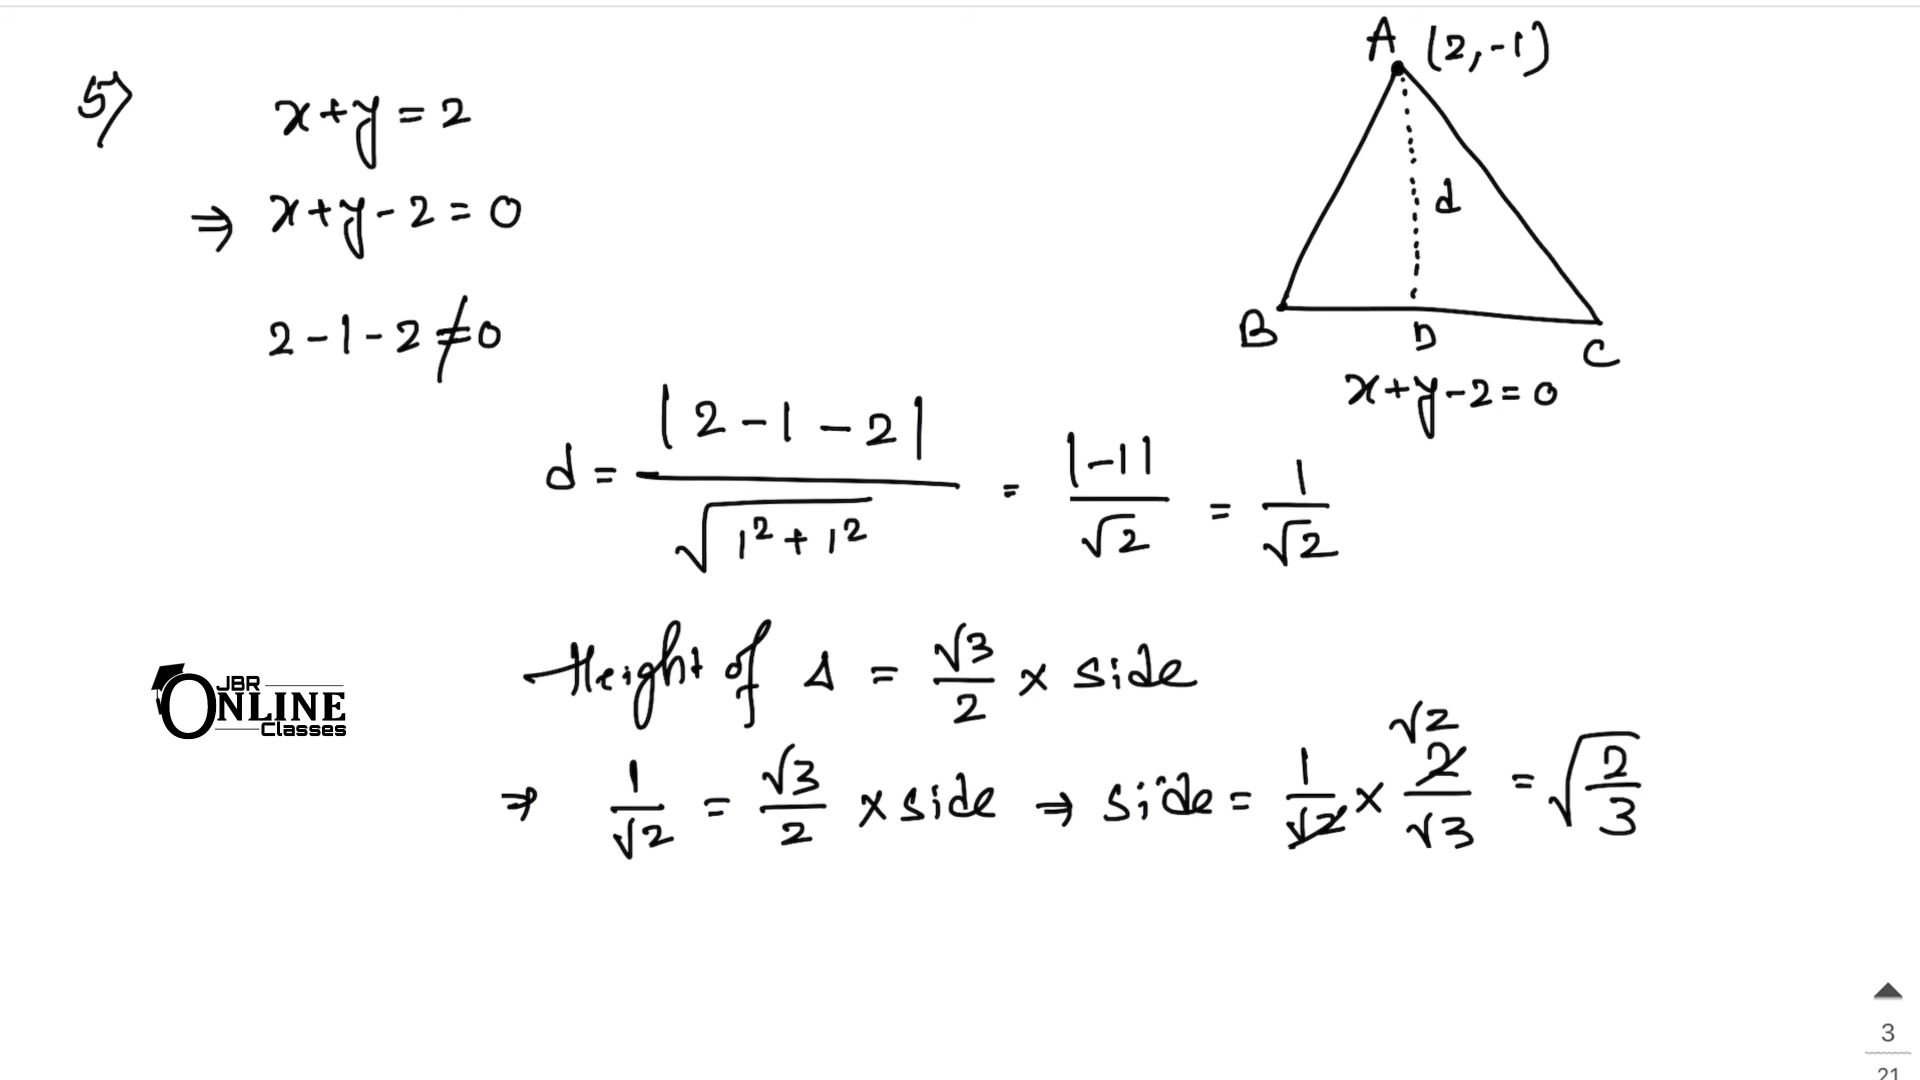 5)
x+y=2
⇒ x+y-2=0
2-1-2≠0
A (2,-1)
d
B D C
x+y-2=0
d = |2-1-2| / √(1²+1²) = |-1|/√2 = 1/√2
Height of Δ = √3/2 × side
⇒ 1/√2 = √3/2 × side ⇒ side = 1/√2 × 2/√3 = √(2/3)
√2
JBR
ONLINE
Classes
3
21